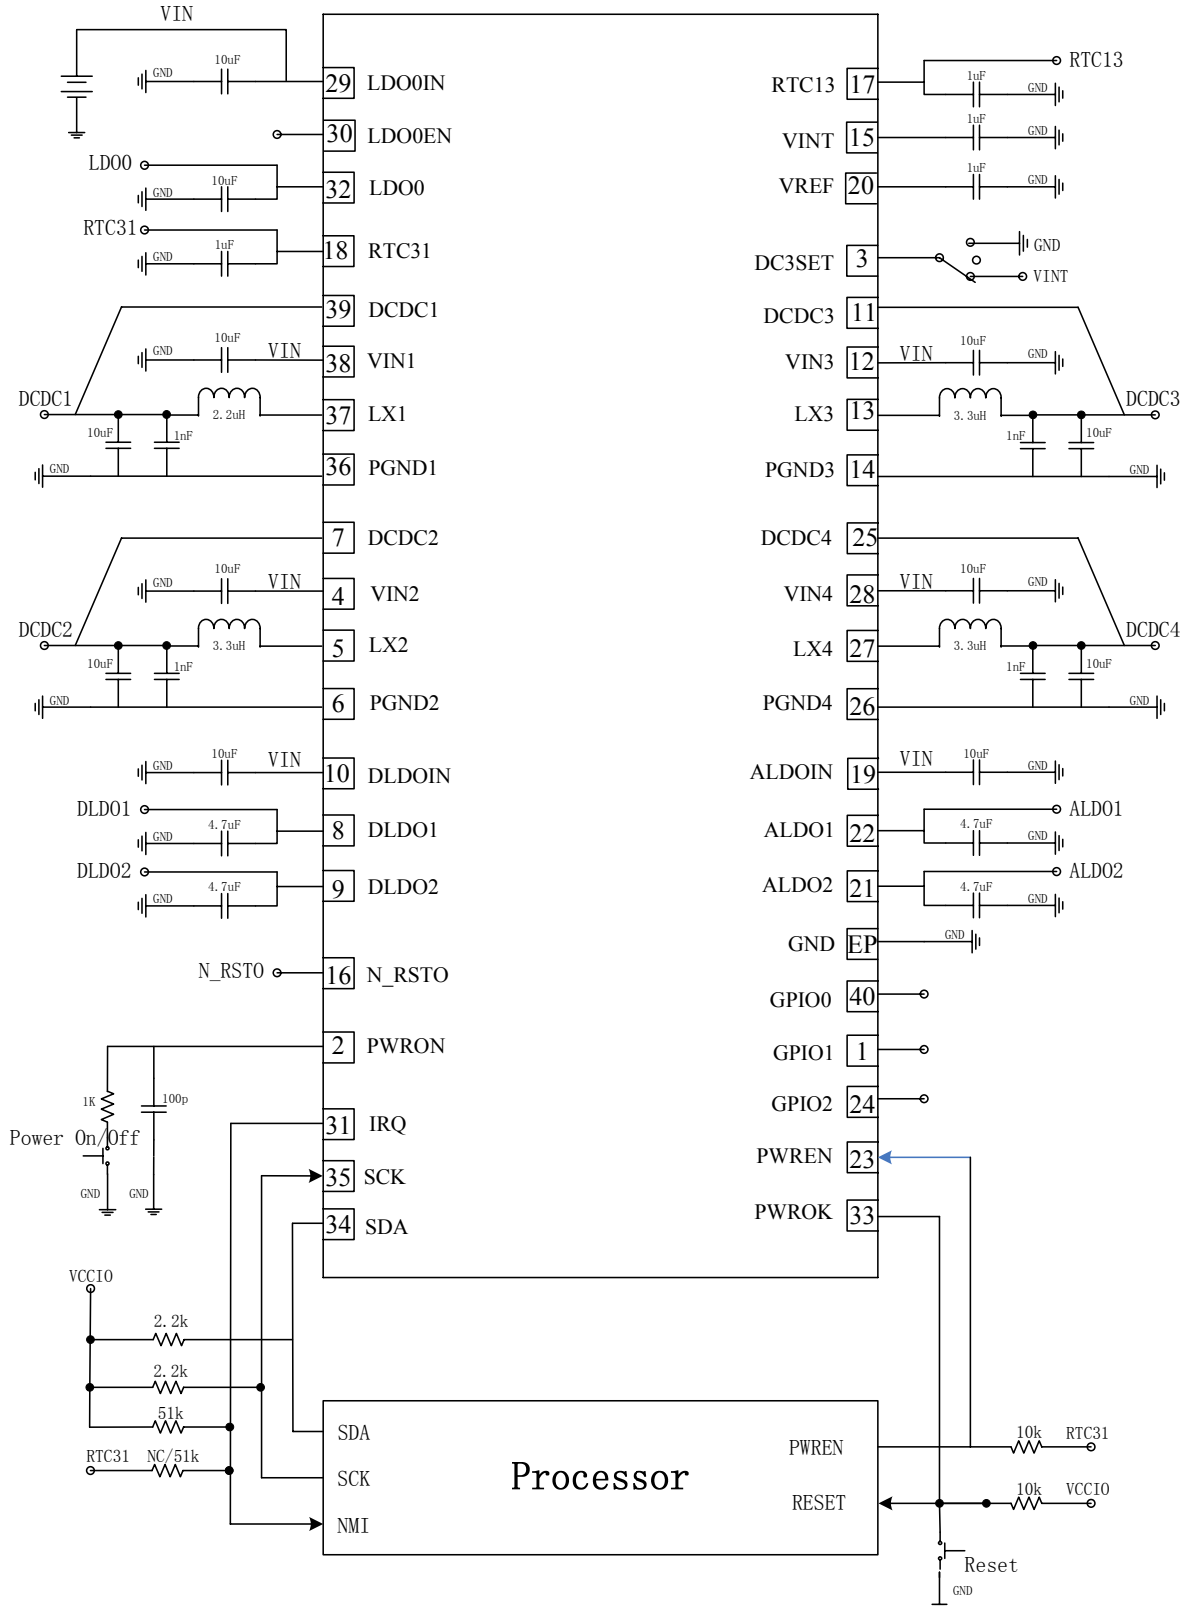 VIN
10uF
GND
29 LDO0IN
30 LDO0EN
LDO0
10uF
GND
32 LDO0
RTC31
1uF
GND
18 RTC31
39 DCDC1
10uF
GND
VIN
38 VIN1
DCDC1
2.2uH
37 LX1
10uF
1nF
GND
36 PGND1
7 DCDC2
10uF
GND
VIN
4 VIN2
DCDC2
3.3uH
5 LX2
10uF
1nF
GND
6 PGND2
10uF
GND
VIN
10 DLDOIN
DLDO1
4.7uF
GND
8 DLDO1
DLDO2
4.7uF
GND
9 DLDO2
N_RSTO
16 N_RSTO
2 PWRON
1K
100p
Power On/Off
GND
GND
31 IRQ
35 SCK
34 SDA
RTC13 17
RTC13
1uF
GND
VINT 15
1uF
GND
VREF 20
1uF
GND
DC3SET 3
GND
VINT
DCDC3 11
VIN3 12
VIN
10uF
GND
LX3 13
3.3uH
DCDC3
1nF
10uF
PGND3 14
GND
DCDC4 25
VIN4 28
VIN
10uF
GND
LX4 27
3.3uH
DCDC4
1nF
10uF
PGND4 26
GND
ALDOIN 19
VIN
10uF
GND
ALDO1 22
ALDO1
4.7uF
GND
ALDO2 21
ALDO2
4.7uF
GND
GND EP
GND
GPIO0 40
GPIO1 1
GPIO2 24
PWREN 23
PWROK 33
VCCIO
2.2k
2.2k
51k
RTC31
NC/51k
SDA
SCK
NMI
Processor
PWREN
RESET
10k
RTC31
10k
VCCIO
Reset
GND